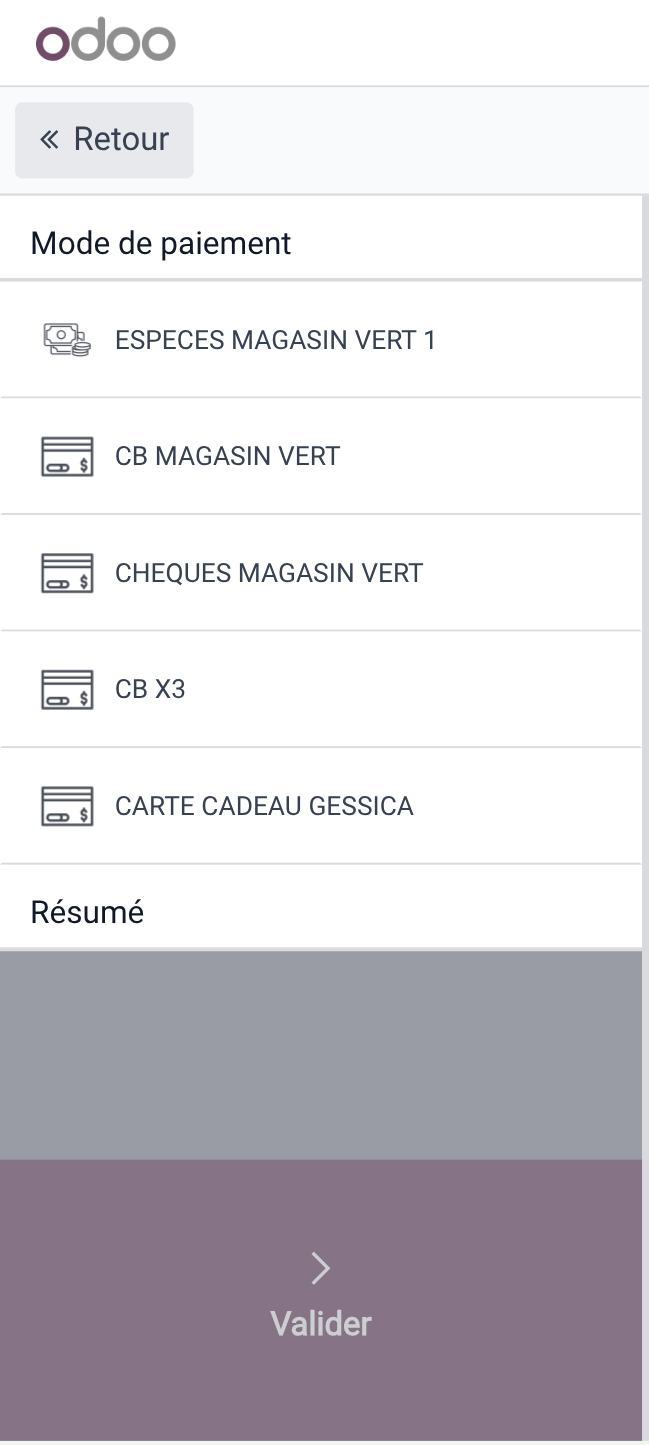 odoo
« Retour
Mode de paiement
ESPECES MAGASIN VERT 1
CB MAGASIN VERT
CHEQUES MAGASIN VERT
CB X3
CARTE CADEAU GESSICA
Résumé
Valider